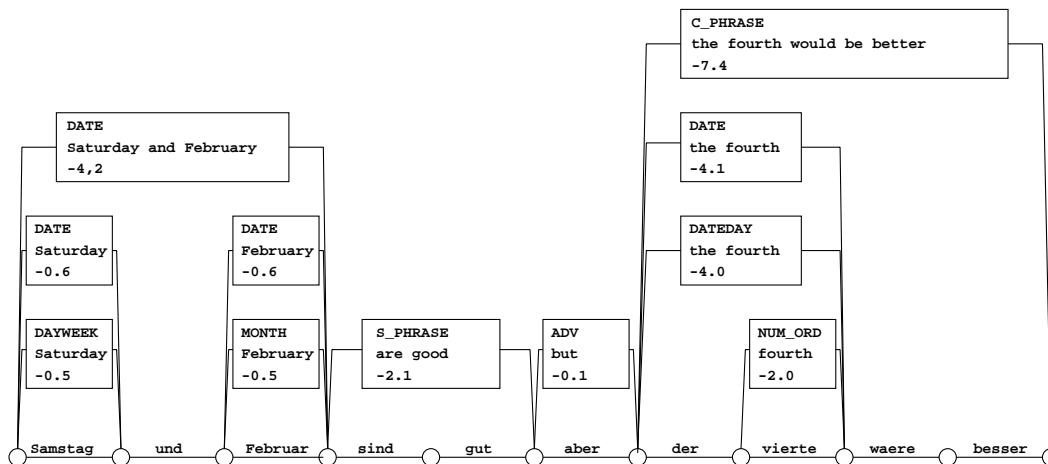 C_PHRASE
the fourth would be better
-7.4
DATE
Saturday and February
-4,2
DATE
the fourth
-4.1
DATE
Saturday
-0.6
DATE
February
-0.6
DATEDAY
the fourth
-4.0
DAYWEEK
Saturday
-0.5
MONTH
February
-0.5
S_PHRASE
are good
-2.1
ADV
but
-0.1
NUM_ORD
fourth
-2.0
Samstag und Februar sind gut aber der vierte waere besser